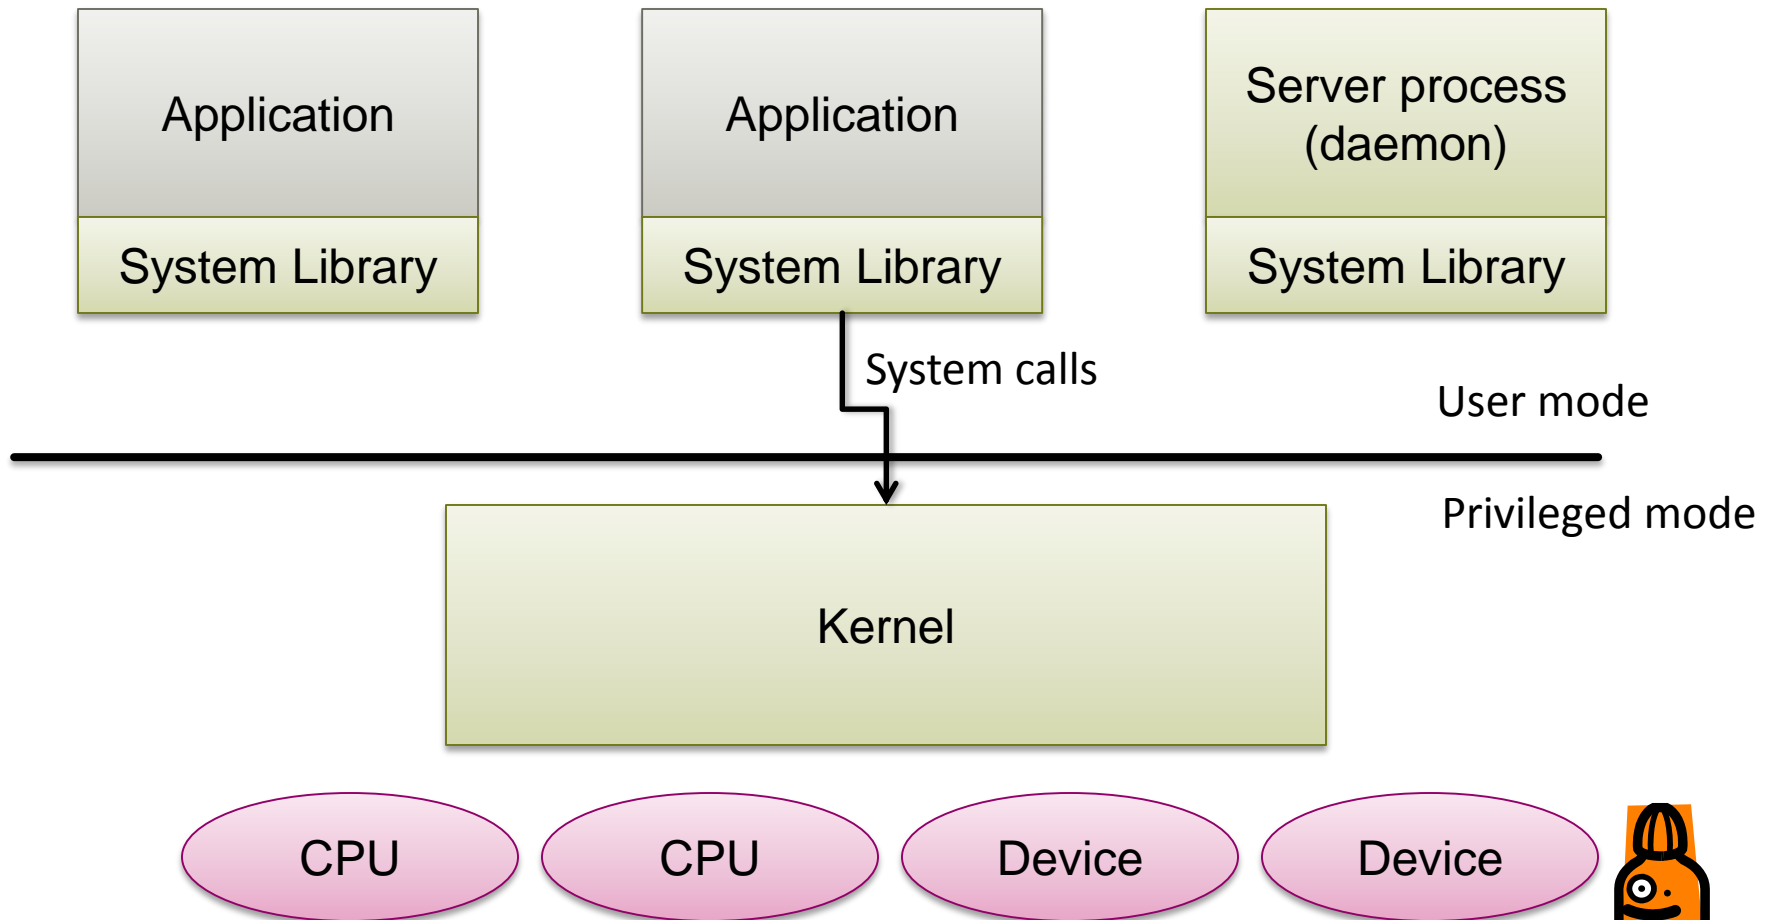 Application
Application
Server process
(daemon)
System Library
System Library
System Library
System calls
User mode
Privileged mode
Kernel
CPU
CPU
Device
Device